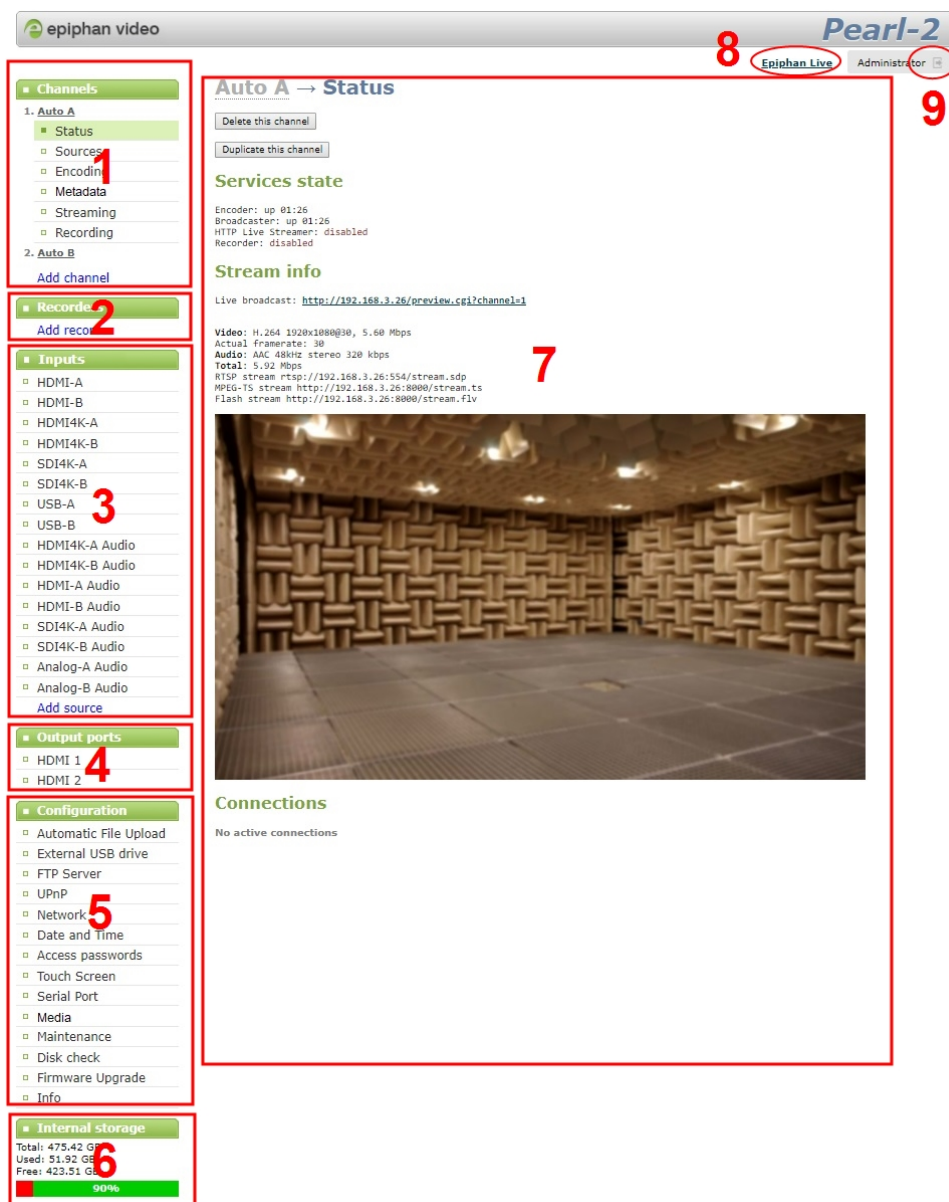 epiphan video
Pearl-2
8
Epiphan Live
Administrator
9
Channels
1. Auto A
Status
Sources
Encoding
Metadata
Streaming
Recording
2. Auto B
Add channel
1
Recorde
Add recor
2
Inputs
HDMI-A
HDMI-B
HDMI4K-A
HDMI4K-B
SDI4K-A
SDI4K-B
USB-A
USB-B
HDMI4K-A Audio
HDMI4K-B Audio
HDMI-A Audio
HDMI-B Audio
SDI4K-A Audio
SDI4K-B Audio
Analog-A Audio
Analog-B Audio
Add source
3
Output ports
HDMI 1
HDMI 2
4
Configuration
Automatic File Upload
External USB drive
FTP Server
UPnP
Network
Date and Time
Access passwords
Touch Screen
Serial Port
Media
Maintenance
Disk check
Firmware Upgrade
Info
5
Internal storage
Total: 475.42 GB
Used: 51.92 GB
Free: 423.51 GB
90%
6
Auto A → Status
Delete this channel
Duplicate this channel
Services state
Encoder: up 01:26
Broadcaster: up 01:26
HTTP Live Streamer: disabled
Recorder: disabled
Stream info
Live broadcast: http://192.168.3.26/preview.cgi?channel=1
Video: H.264 1920x1080@30, 5.60 Mbps
Actual framerate: 30
Audio: AAC 48kHz stereo 320 kbps
Total: 5.92 Mbps
RTSP stream rtsp://192.168.3.26:554/stream.sdp
MPEG-TS stream http://192.168.3.26:8000/stream.ts
Flash stream http://192.168.3.26:8000/stream.flv
7
Connections
No active connections